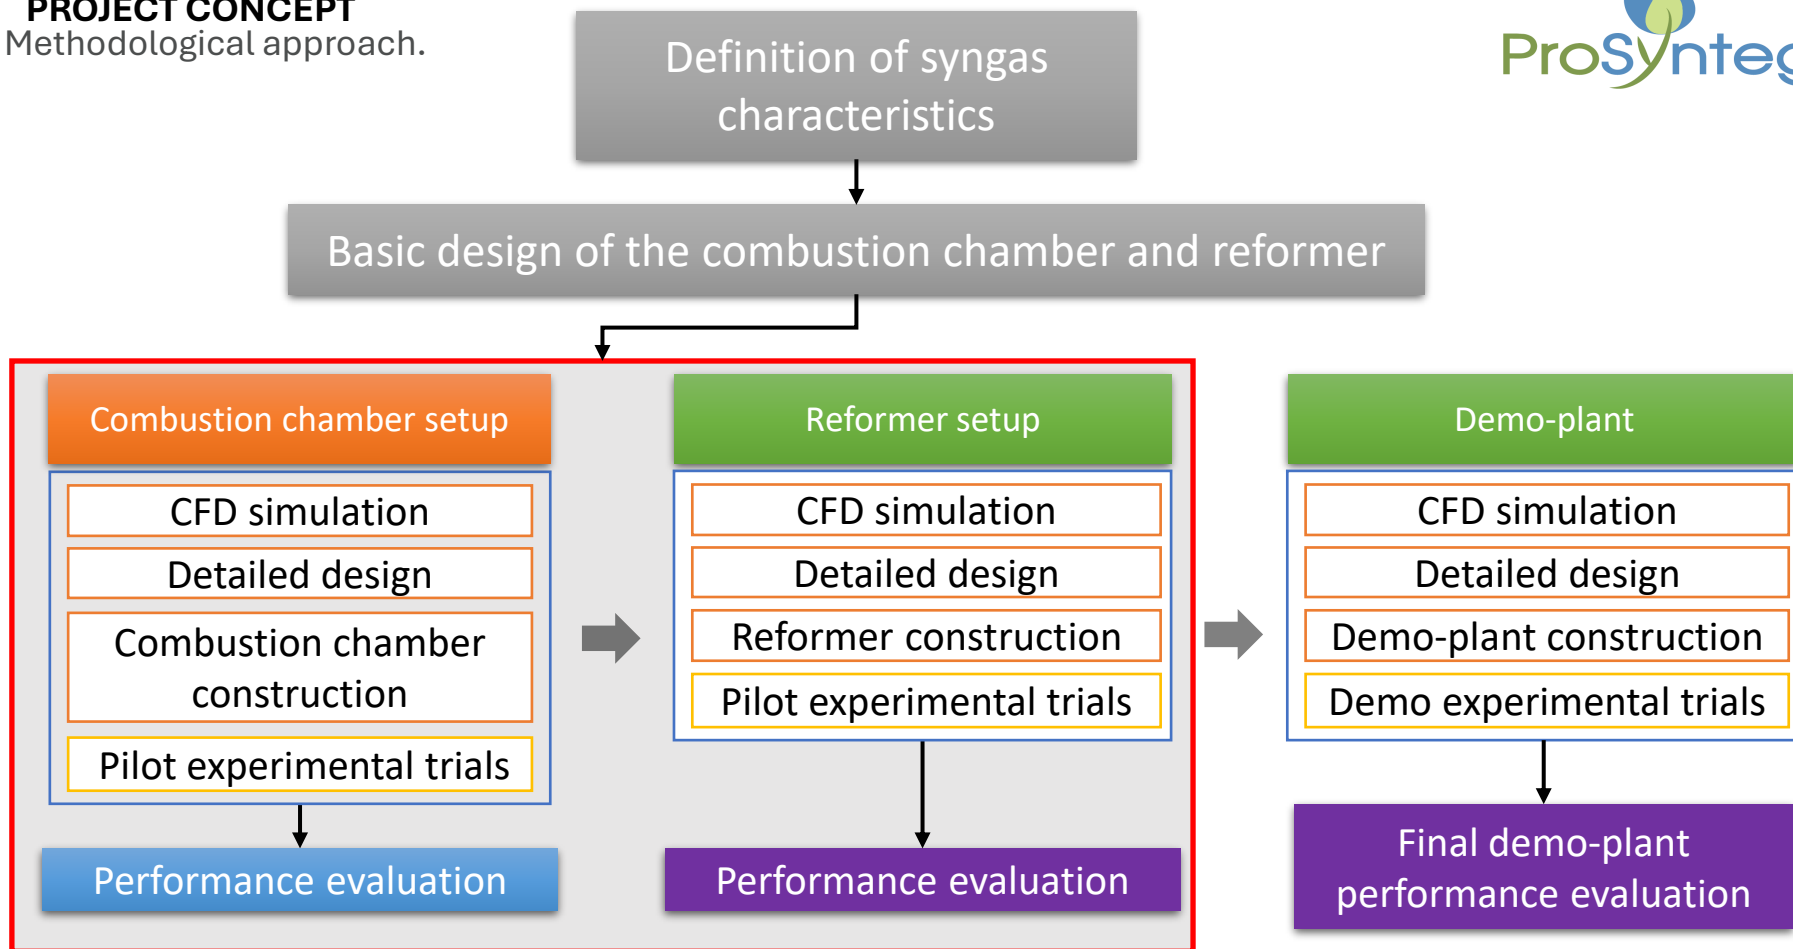 PROJECT CONCEPT
Methodological approach.
ProSynteg
Definition of syngas
characteristics
Basic design of the combustion chamber and reformer
Combustion chamber setup
CFD simulation
Detailed design
Combustion chamber
construction
Pilot experimental trials
Performance evaluation
Reformer setup
CFD simulation
Detailed design
Reformer construction
Pilot experimental trials
Performance evaluation
Demo-plant
CFD simulation
Detailed design
Demo-plant construction
Demo experimental trials
Final demo-plant
performance evaluation